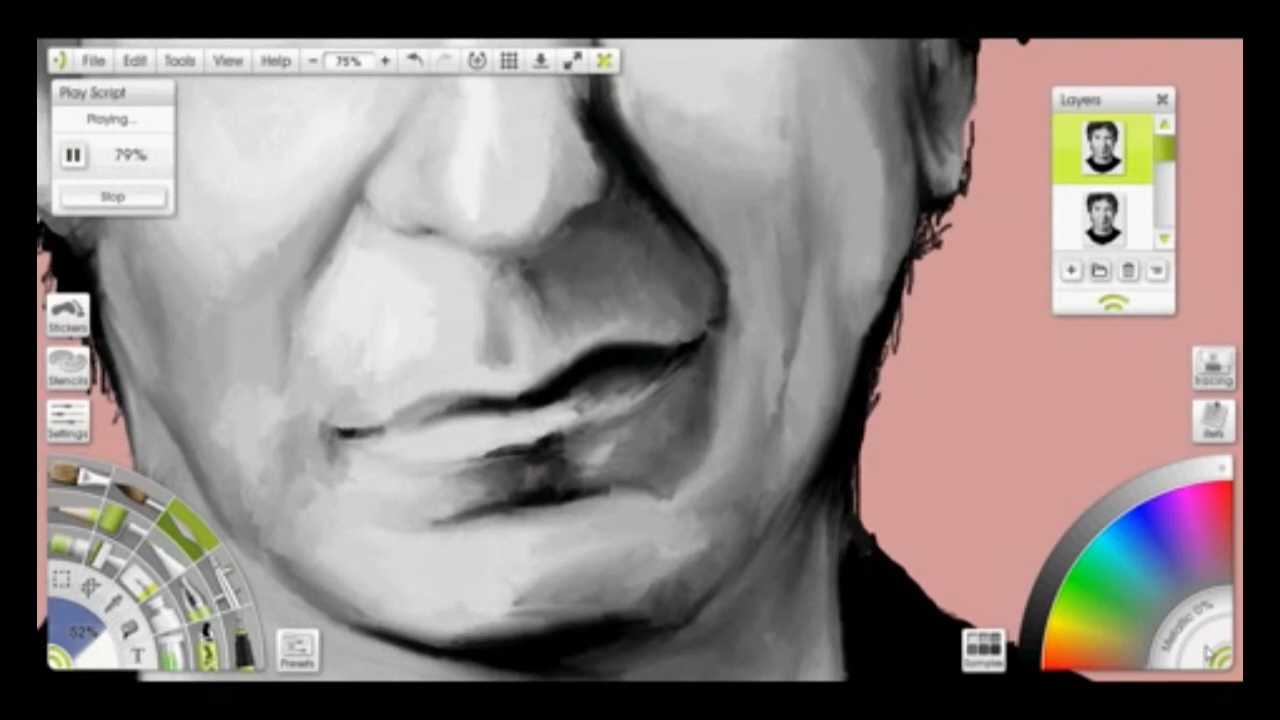 File Edit Tools View Help - 75% +
Play Script
Playing...
79%
Stop
Layers
Stickers
Stencils
Settings
Tracing
Refs
52%
T
Presets
Samples
Metallic 0%